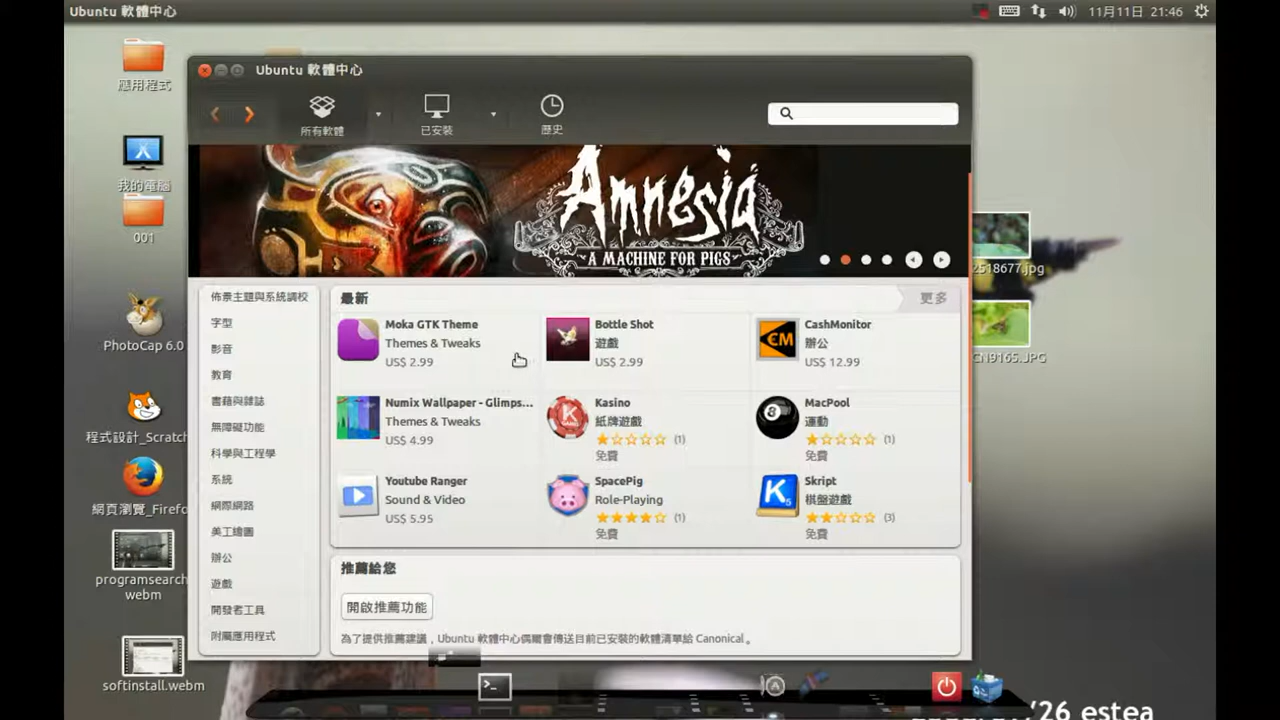 Ubuntu 軟體中心
11月11日 21:46
應用程式
我的電腦
001
PhotoCap 6.0
程式設計_Scratch
網頁瀏覽_Firefo
programsearch
webm
softinstall.webm
Ubuntu 軟體中心
所有軟體
已安裝
歷史
Amnesia
A MACHINE FOR PIGS
佈景主題與系統調校
字型
影音
教育
書籍與雜誌
無障礙功能
科學與工程學
系統
網際網路
美工繪圖
辦公
遊戲
開發者工具
附屬應用程式
最新
更多
Moka GTK Theme
Themes & Tweaks
US$ 2.99
Bottle Shot
遊戲
US$ 2.99
CashMonitor
辦公
US$ 12.99
Numix Wallpaper - Glimps...
Themes & Tweaks
US$ 4.99
Kasino
紙牌遊戲
(1)
免費
MacPool
運動
(1)
免費
Youtube Ranger
Sound & Video
US$ 5.95
SpacePig
Role-Playing
(1)
免費
Skript
棋盤遊戲
(3)
免費
推薦給您
開啟推薦功能
為了提供推薦建議，Ubuntu 軟體中心偶爾會傳送目前已安裝的軟體清單給 Canonical。
2518677.jpg
CN9165.JPG
/26 estea